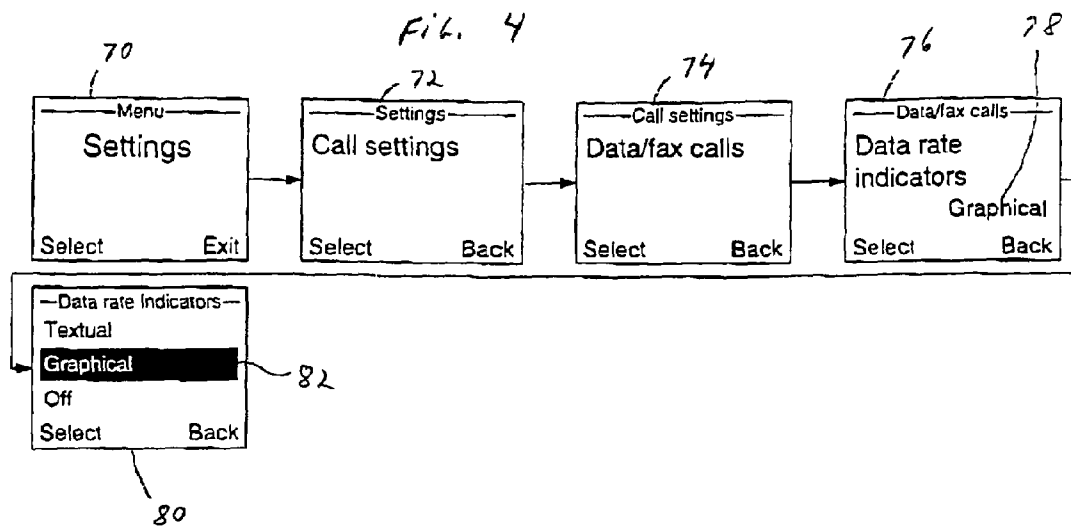 Fig. 4
70
72
74
76
78
Menu
Settings
Select Exit
Settings
Call settings
Select Back
Call settings
Data/fax calls
Select Back
Data/fax calls
Data rate
indicators
Graphical
Select Back
Data rate Indicators
Textual
Graphical
Off
Select Back
82
80